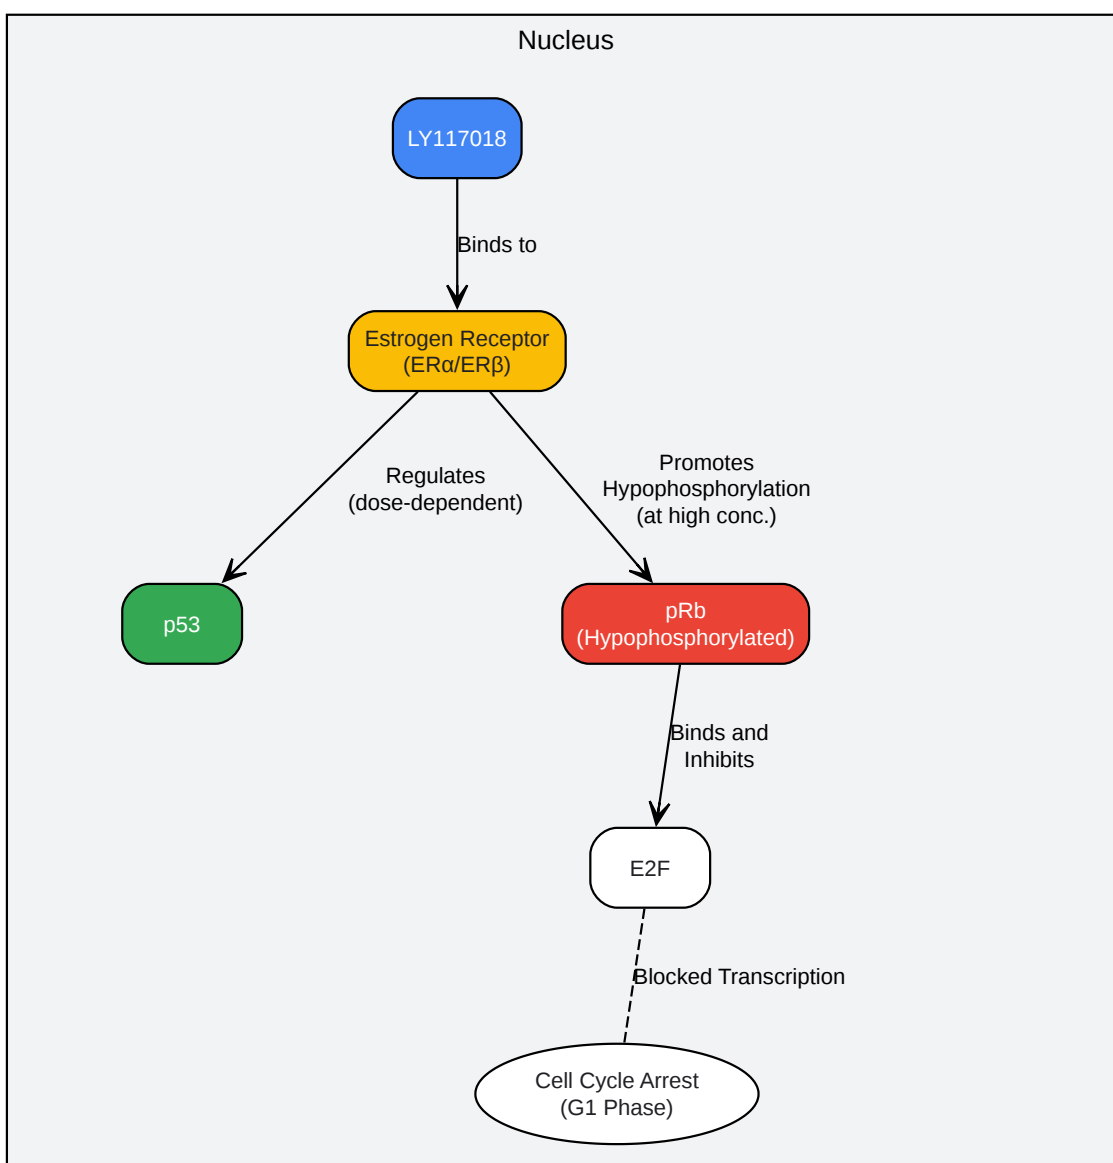 Nucleus
LY117018
Binds to
Estrogen Receptor
(ERα/ERβ)
Regulates
(dose-dependent)
Promotes
Hypophosphorylation
(at high conc.)
p53
pRb
(Hypophosphorylated)
Binds and
Inhibits
E2F
Blocked Transcription
Cell Cycle Arrest
(G1 Phase)